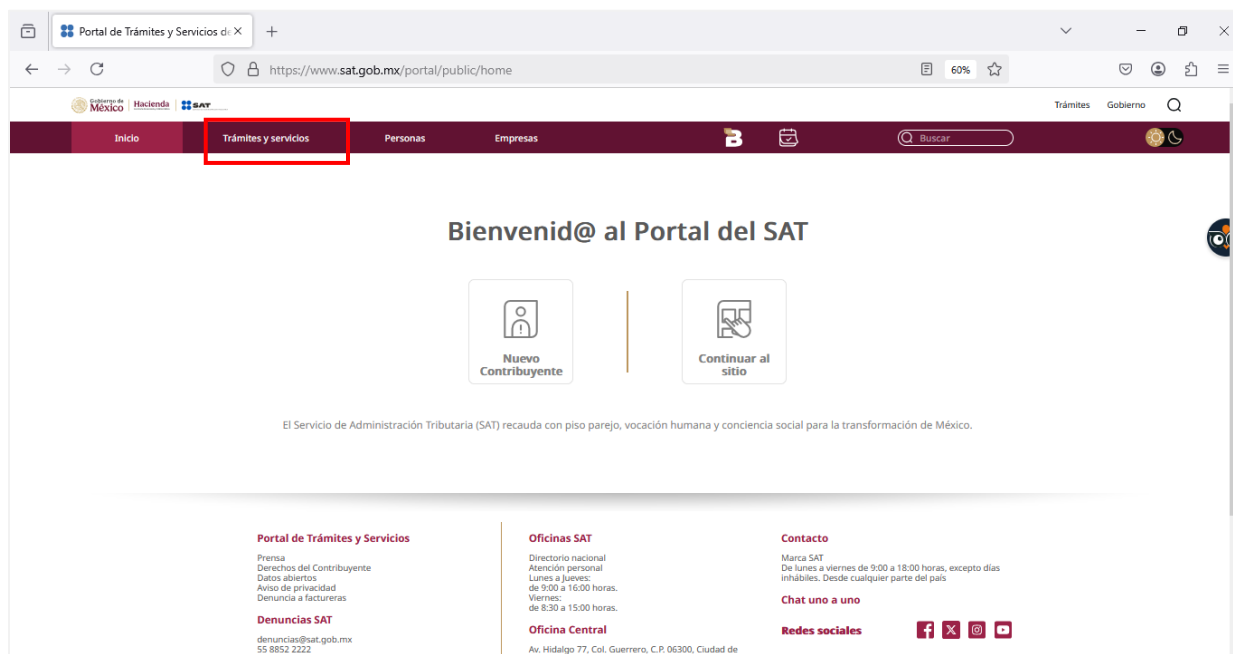 Portal de Trámites y Servicios de
https://www.sat.gob.mx/portal/public/home
60%
Gobierno de México Hacienda SAT
Trámites Gobierno
Inicio Trámites y servicios Personas Empresas B Buscar
Bienvenid@ al Portal del SAT
Nuevo Contribuyente
Continuar al sitio
El Servicio de Administración Tributaria (SAT) recauda con piso parejo, vocación humana y conciencia social para la transformación de México.
Portal de Trámites y Servicios
Prensa
Derechos del Contribuyente
Datos abiertos
Aviso de privacidad
Denuncia a factureras
Denuncias SAT
denuncias@sat.gob.mx
55 8852 2222
Oficinas SAT
Directorio nacional
Atención personal
Lunes a Jueves:
de 9:00 a 16:00 horas.
Viernes:
de 8:30 a 15:00 horas.
Oficina Central
Av. Hidalgo 77, Col. Guerrero, C.P. 06300, Ciudad de
Contacto
Marca SAT
De lunes a viernes de 9:00 a 18:00 horas, excepto días
inhábiles. Desde cualquier parte del país
Chat uno a uno
Redes sociales